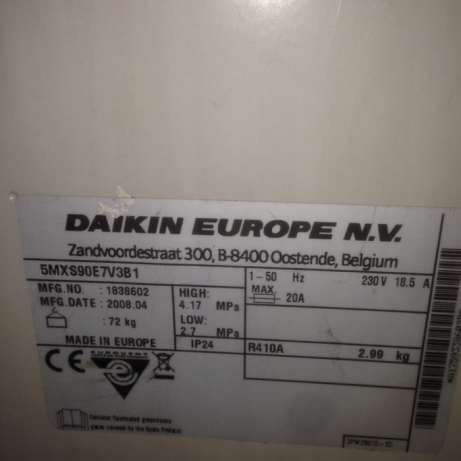 DAIKIN EUROPE N.V.
Zandvoordestraat 300, B-8400 Oostende, Belgium
5MXS90E7V3B1
1~50 Hz 230V 18.5 A
MAX. 20A
MFG.NO : 1838602
MFG.DATE : 2008.04
: 72 kg
HIGH:
4.17 MPa
LOW:
2.7 MPa
MADE IN EUROPE
IP24
R410A 2.99 kg
CE
EUROVENT